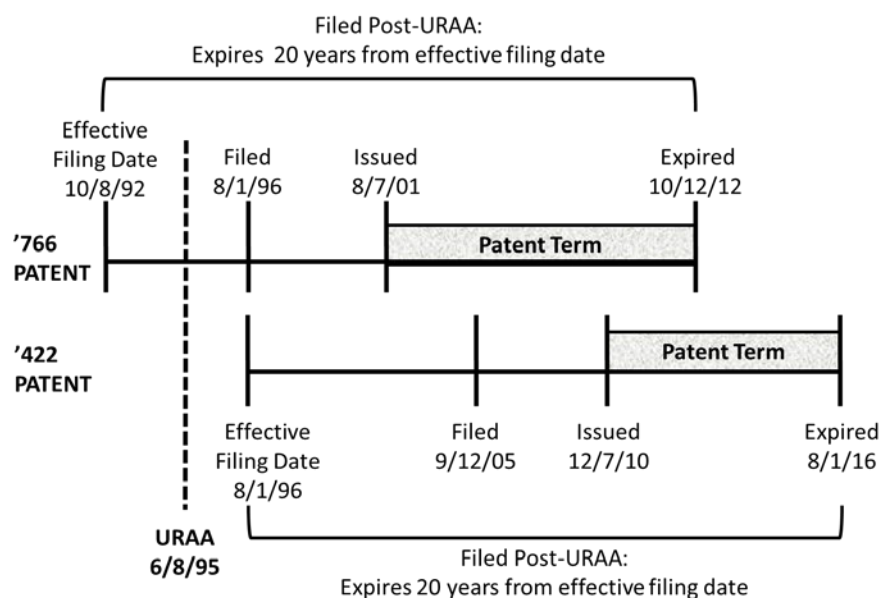 Filed Post-URAA:
Expires 20 years from effective filing date
Effective
Filing Date
10/8/92
Filed
8/1/96
Issued
8/7/01
Expired
10/12/12
'766
PATENT
Patent Term
'422
PATENT
Patent Term
Effective
Filing Date
8/1/96
Filed
9/12/05
Issued
12/7/10
Expired
8/1/16
URAA
6/8/95
Filed Post-URAA:
Expires 20 years from effective filing date